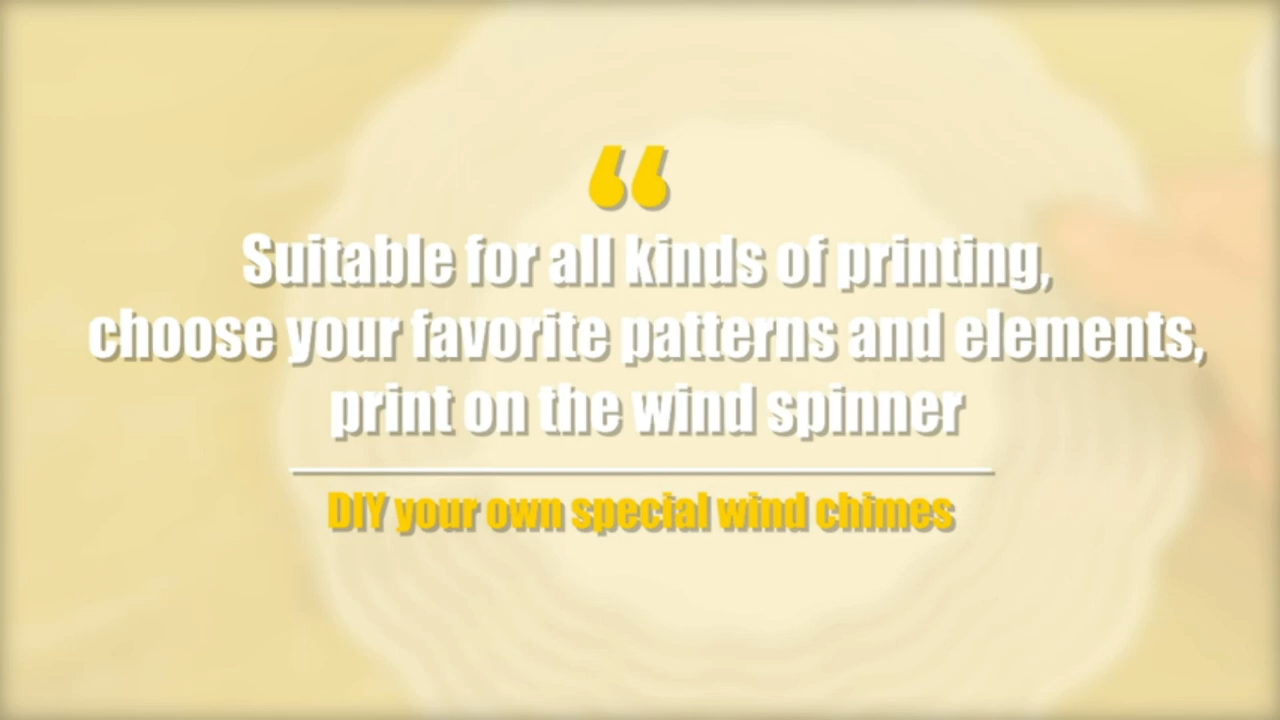 “
Suitable for all kinds of printing,
choose your favorite patterns and elements,
print on the wind spinner
DIY your own special wind chimes